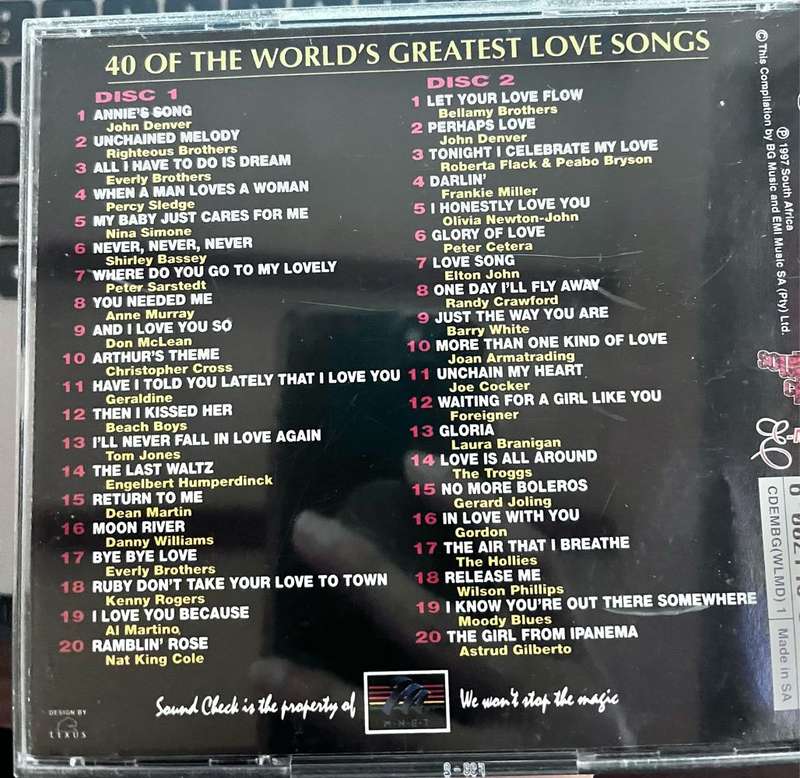 40 OF THE WORLD'S GREATEST LOVE SONGS
DISC 1
1 ANNIE'S SONG
John Denver
2 UNCHAINED MELODY
Righteous Brothers
3 ALL I HAVE TO DO IS DREAM
Everly Brothers
4 WHEN A MAN LOVES A WOMAN
Percy Sledge
5 MY BABY JUST CARES FOR ME
Nina Simone
6 NEVER, NEVER, NEVER
Shirley Bassey
7 WHERE DO YOU GO TO MY LOVELY
Peter Sarstedt
8 YOU NEEDED ME
Anne Murray
9 AND I LOVE YOU SO
Don McLean
10 ARTHUR'S THEME
Christopher Cross
11 HAVE I TOLD YOU LATELY THAT I LOVE YOU
Geraldine
12 THEN I KISSED HER
Beach Boys
13 I'LL NEVER FALL IN LOVE AGAIN
Tom Jones
14 THE LAST WALTZ
Engelbert Humperdinck
15 RETURN TO ME
Dean Martin
16 MOON RIVER
Danny Williams
17 BYE BYE LOVE
Everly Brothers
18 RUBY DON'T TAKE YOUR LOVE TO TOWN
Kenny Rogers
19 I LOVE YOU BECAUSE
Al Martino
20 RAMBLIN' ROSE
Nat King Cole
DISC 2
1 LET YOUR LOVE FLOW
Bellamy Brothers
2 PERHAPS LOVE
John Denver
3 TONIGHT I CELEBRATE MY LOVE
Roberta Flack & Peabo Bryson
4 DARLIN'
Frankie Miller
5 I HONESTLY LOVE YOU
Olivia Newton-John
6 GLORY OF LOVE
Peter Cetera
7 LOVE SONG
Elton John
8 ONE DAY I'LL FLY AWAY
Randy Crawford
9 JUST THE WAY YOU ARE
Barry White
10 MORE THAN ONE KIND OF LOVE
Joan Armatrading
11 UNCHAIN MY HEART
Joe Cocker
12 WAITING FOR A GIRL LIKE YOU
Foreigner
13 GLORIA
Laura Branigan
14 LOVE IS ALL AROUND
The Troggs
15 NO MORE BOLEROS
Gerard Joling
16 IN LOVE WITH YOU
Gordon
17 THE AIR THAT I BREATHE
The Hollies
18 RELEASE ME
Wilson Phillips
19 I KNOW YOU'RE OUT THERE SOMEWHERE
Moody Blues
20 THE GIRL FROM IPANEMA
Astrud Gilberto
DESIGN BY
LEXUS
Sound Check is the property of
M-NET
We won't stop the magic
℗ 1997 South Africa
© This Compilation by BG Music and EMI Music SA (Pty) Ltd.
CDEMBG(WLMD) 1 Made in SA